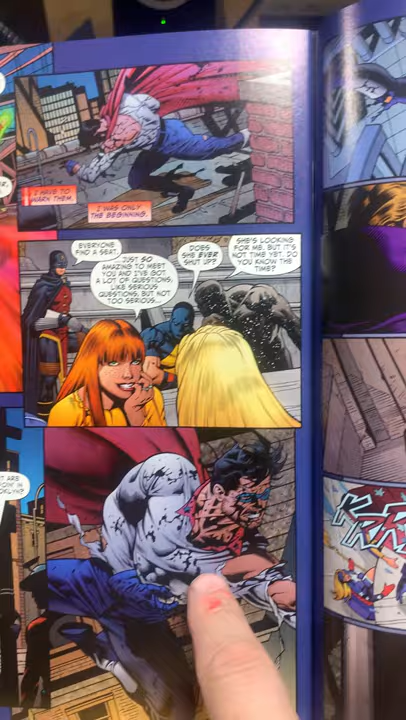 I HAVE TO
WARN THEM.
I WAS ONLY
THE BEGINNING.
EVERYONE
FIND A SEAT.
JUST SO
AMAZING TO MEET
YOU AND I'VE GOT
A LOT OF QUESTIONS,
LIKE SERIOUS
QUESTIONS, BUT NOT
TOO SERIOUS...
DOES
SHE EVER
SHUT UP?
SHE'S LOOKING
FOR ME. BUT IT'S
NOT TIME YET. DO
YOU KNOW THE
TIME?